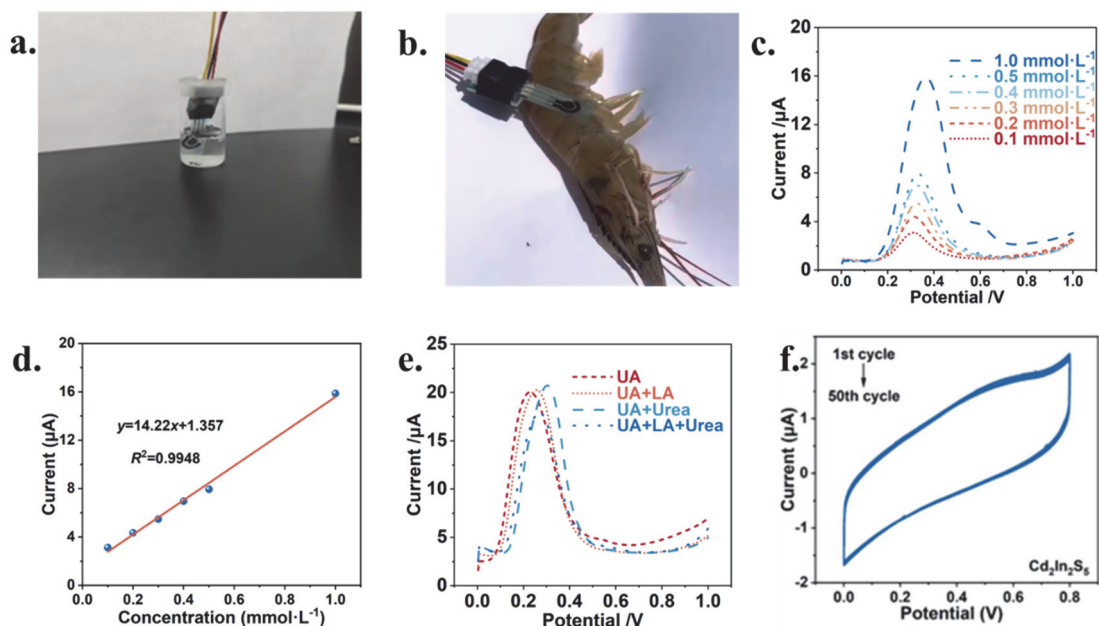 a.
b.
c.
20
16
12
8
4
0
Current /μA
1.0 mmol·L⁻¹
0.5 mmol·L⁻¹
0.4 mmol·L⁻¹
0.3 mmol·L⁻¹
0.2 mmol·L⁻¹
0.1 mmol·L⁻¹
0.0 0.2 0.4 0.6 0.8 1.0
Potential /V
d.
20
16
12
8
4
0
Current (μA)
y=14.22x+1.357
R²=0.9948
0.0 0.2 0.4 0.6 0.8 1.0
Concentration (mmol·L⁻¹)
e.
25
20
15
10
5
0
Current /μA
UA
UA+LA
UA+Urea
UA+LA+Urea
0.0 0.2 0.4 0.6 0.8 1.0
Potential /V
f.
2
1
0
-1
-2
Current (μA)
1st cycle
50th cycle
Cd₂In₂S₅
0.0 0.2 0.4 0.6 0.8
Potential (V)